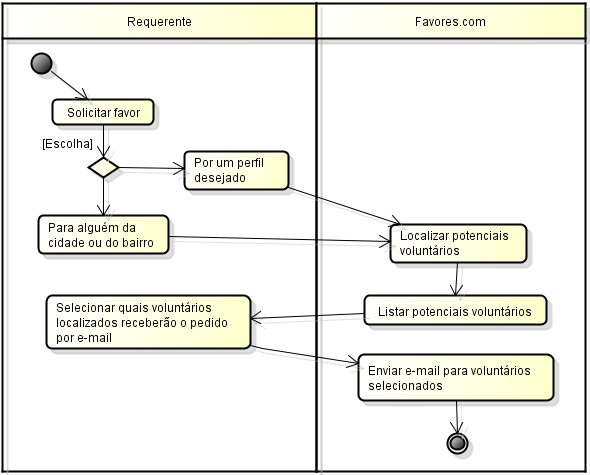 Requerente
Favores.com
Solicitar favor
[Escolha]
Por um perfil
desejado
Para alguém da
cidade ou do bairro
Localizar potenciais
voluntários
Listar potenciais voluntários
Selecionar quais voluntários
localizados receberão o pedido
por e-mail
Enviar e-mail para voluntários
selecionados